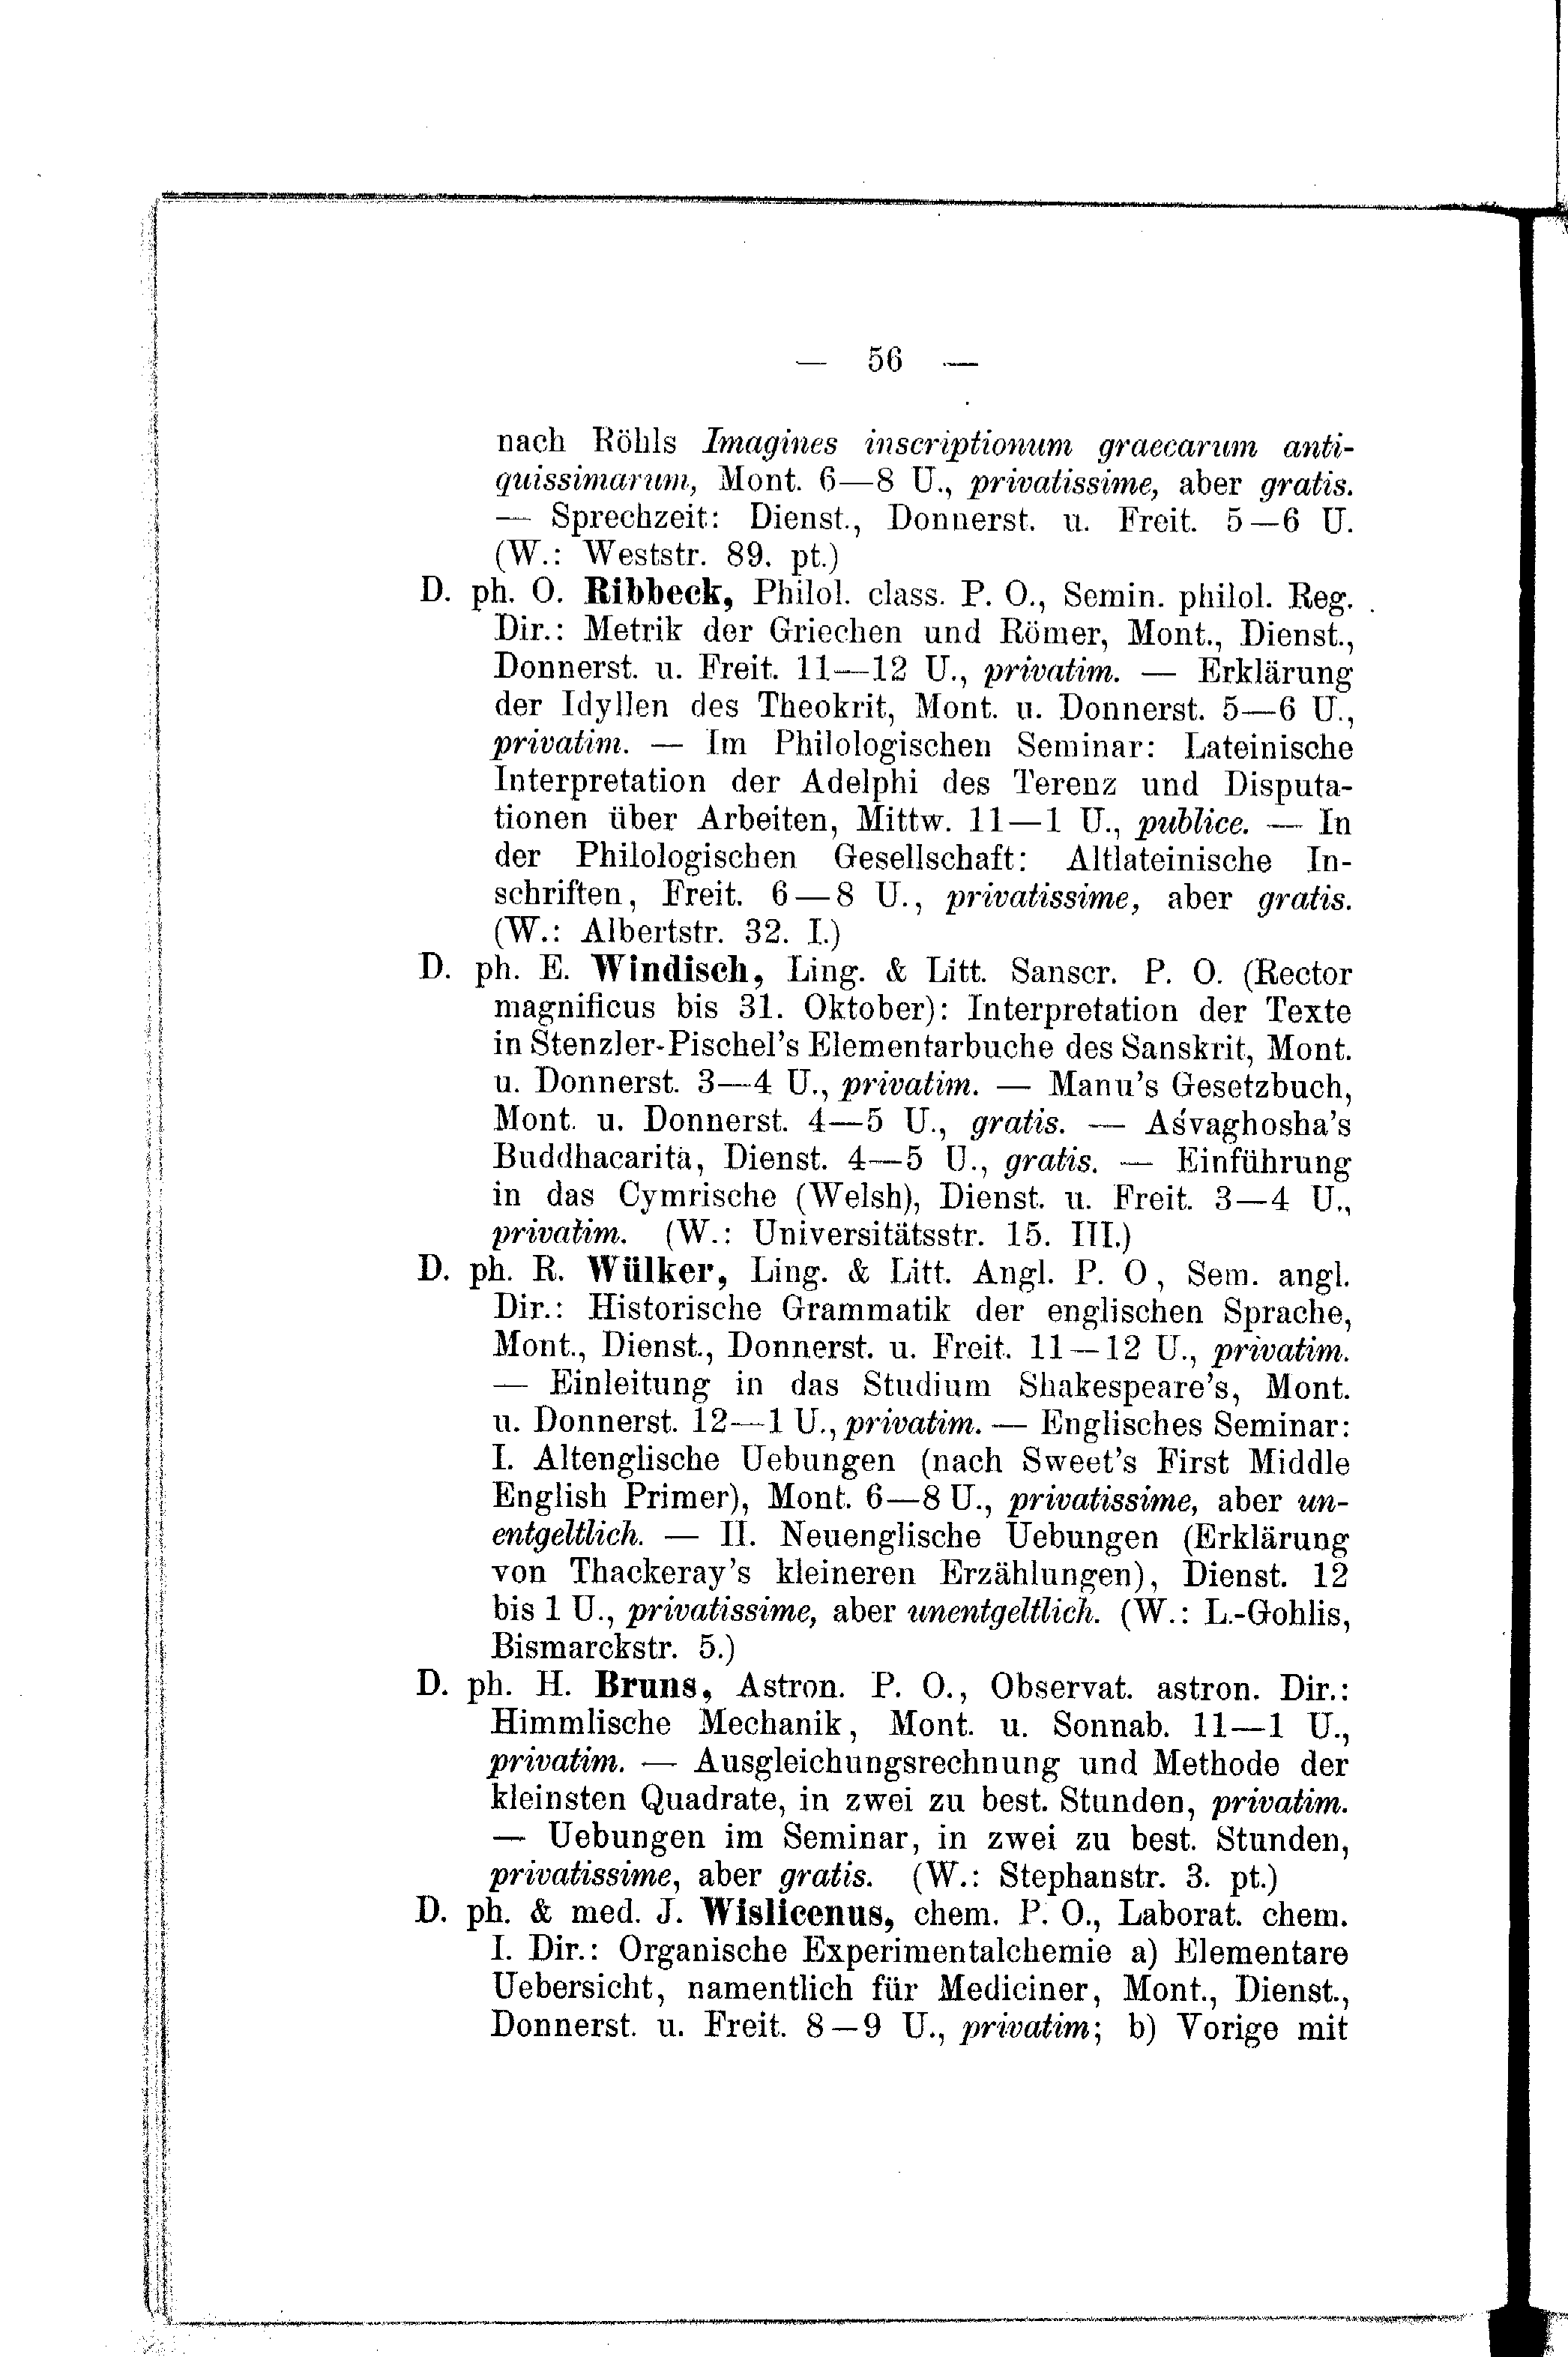 — 56 —
nach Röhls Imagines inscriptionum graecarum anti-
quissimarum, Mont. 6—8 U., privatissime, aber gratis.
— Sprechzeit: Dienst., Donnerst. u. Freit. 5—6 U.
(W.: Weststr. 89. pt.)
D. ph. O. Ribbeck, Philol. class. P. O., Semin. philol. Reg.
Dir.: Metrik der Griechen und Römer, Mont., Dienst.,
Donnerst. u. Freit. 11—12 U., privatim. — Erklärung
der Idyllen des Theokrit, Mont. u. Donnerst. 5—6 U.,
privatim. — Im Philologischen Seminar: Lateinische
Interpretation der Adelphi des Terenz und Disputa-
tionen über Arbeiten, Mittw. 11—1 U., publice. — In
der Philologischen Gesellschaft: Altlateinische In-
schriften, Freit. 6—8 U., privatissime, aber gratis.
(W.: Albertstr. 32. I.)
D. ph. E. Windisch, Ling. & Litt. Sanscr. P. O. (Rector
magnificus bis 31. Oktober): Interpretation der Texte
in Stenzler-Pischel's Elementarbuche des Sanskrit, Mont.
u. Donnerst. 3—4 U., privatim. — Manu's Gesetzbuch,
Mont. u. Donnerst. 4—5 U., gratis. — Aśvaghosha's
Buddhacarita, Dienst. 4—5 U., gratis. — Einführung
in das Cymrische (Welsh), Dienst. u. Freit. 3—4 U.,
privatim. (W.: Universitätsstr. 15. III.)
D. ph. R. Wülker, Ling. & Litt. Angl. P. O, Sem. angl.
Dir.: Historische Grammatik der englischen Sprache,
Mont., Dienst., Donnerst. u. Freit. 11—12 U., privatim.
— Einleitung in das Studium Shakespeare's, Mont.
u. Donnerst. 12—1 U., privatim. — Englisches Seminar:
I. Altenglische Uebungen (nach Sweet's First Middle
English Primer), Mont. 6—8 U., privatissime, aber un-
entgeltlich. — II. Neuenglische Uebungen (Erklärung
von Thackeray's kleineren Erzählungen), Dienst. 12
bis 1 U., privatissime, aber unentgeltlich. (W.: L.-Gohlis,
Bismarckstr. 5.)
D. ph. H. Bruns, Astron. P. O., Observat. astron. Dir.:
Himmlische Mechanik, Mont. u. Sonnab. 11—1 U.,
privatim. — Ausgleichungsrechnung und Methode der
kleinsten Quadrate, in zwei zu best. Stunden, privatim.
— Uebungen im Seminar, in zwei zu best. Stunden,
privatissime, aber gratis. (W.: Stephanstr. 3. pt.)
D. ph. & med. J. Wislicenus, chem. P. O., Laborat. chem.
I. Dir.: Organische Experimentalchemie a) Elementare
Uebersicht, namentlich für Mediciner, Mont., Dienst.,
Donnerst. u. Freit. 8—9 U., privatim; b) Vorige mit